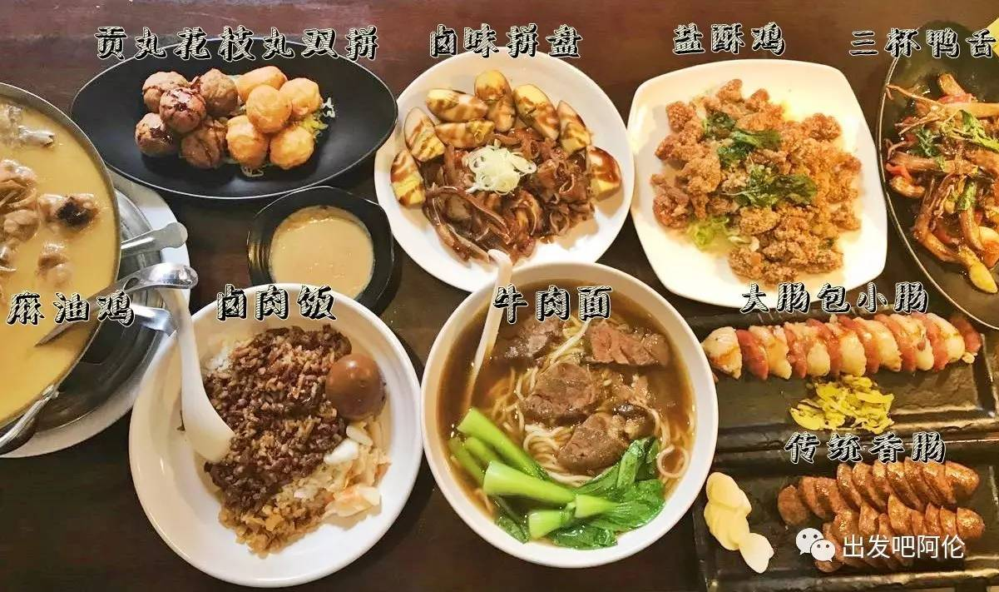 贡丸花枝丸双拼
卤味拼盘
盐酥鸡
三杯鸭舌
麻油鸡
卤肉饭
牛肉面
大肠包小肠
传统香肠
出发吧阿伦